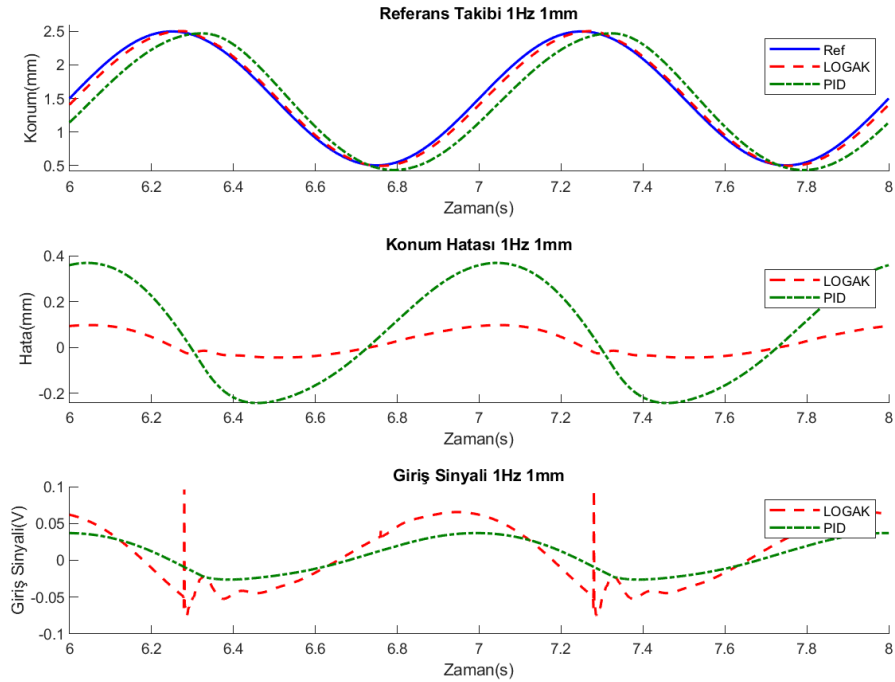 Referans Takibi 1Hz 1mm
Konum(mm)
2.5
2
1.5
1
0.5
Ref
LOGAK
PID
6 6.2 6.4 6.6 6.8 7 7.2 7.4 7.6 7.8 8
Zaman(s)
Konum Hatası 1Hz 1mm
Hata(mm)
0.4
0.2
0
-0.2
LOGAK
PID
6 6.2 6.4 6.6 6.8 7 7.2 7.4 7.6 7.8 8
Zaman(s)
Giriş Sinyali 1Hz 1mm
Giriş Sinyali(V)
0.1
0.05
0
-0.05
-0.1
LOGAK
PID
6 6.2 6.4 6.6 6.8 7 7.2 7.4 7.6 7.8 8
Zaman(s)